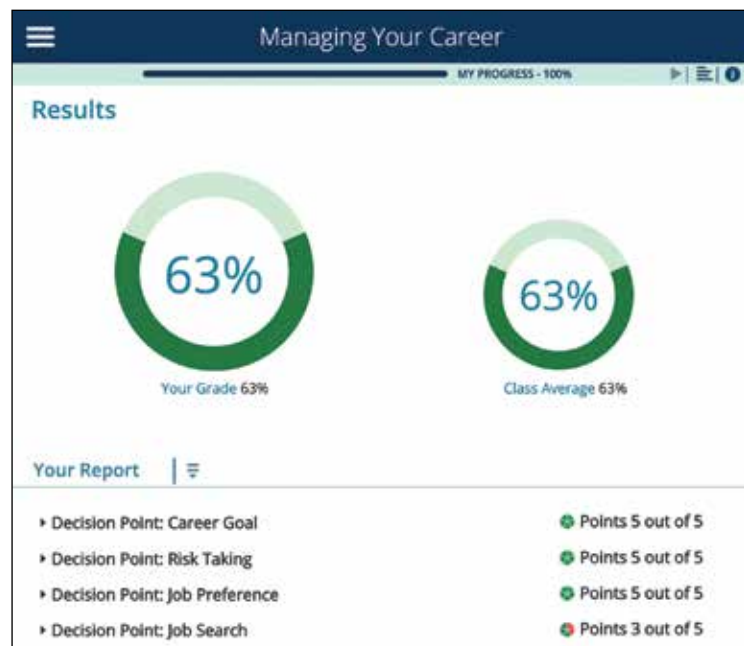 Managing Your Career
MY PROGRESS - 100%
Results
63%
63%
Your Grade 63%
Class Average 63%
Your Report
Decision Point: Career Goal Points 5 out of 5
Decision Point: Risk Taking Points 5 out of 5
Decision Point: Job Preference Points 5 out of 5
Decision Point: Job Search Points 3 out of 5